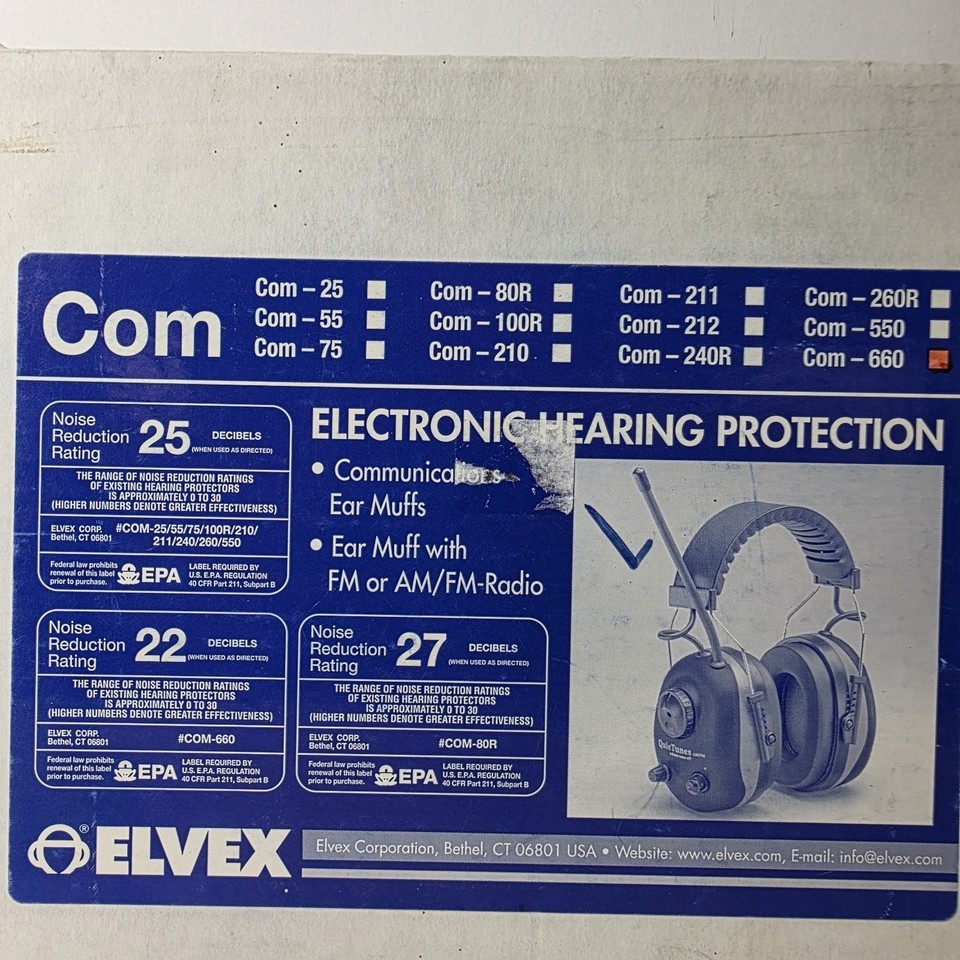 Com
Com – 25
Com – 55
Com – 75
Com – 80R
Com – 100R
Com – 210
Com – 211
Com – 212
Com – 240R
Com – 260R
Com – 550
Com – 660
ELECTRONIC HEARING PROTECTION
• Communications
Ear Muffs
• Ear Muff with
FM or AM/FM-Radio
Noise
Reduction
Rating
25
DECIBELS
(WHEN USED AS DIRECTED)
THE RANGE OF NOISE REDUCTION RATINGS
OF EXISTING HEARING PROTECTORS
IS APPROXIMATELY 0 TO 30
(HIGHER NUMBERS DENOTE GREATER EFFECTIVENESS)
ELVEX CORP.
Bethel, CT 06801
#COM-25/55/75/100R/210/
211/240/260/550
Federal law prohibits
renewal of this label
prior to purchase.
EPA
LABEL REQUIRED BY
U.S. E.P.A. REGULATION
40 CFR Part 211, Subpart B
Noise
Reduction
Rating
22
DECIBELS
(WHEN USED AS DIRECTED)
THE RANGE OF NOISE REDUCTION RATINGS
OF EXISTING HEARING PROTECTORS
IS APPROXIMATELY 0 TO 30
(HIGHER NUMBERS DENOTE GREATER EFFECTIVENESS)
ELVEX CORP.
Bethel, CT 06801
#COM-660
Federal law prohibits
renewal of this label
prior to purchase.
EPA
LABEL REQUIRED BY
U.S. E.P.A. REGULATION
40 CFR Part 211, Subpart B
Noise
Reduction
Rating
27
DECIBELS
(WHEN USED AS DIRECTED)
THE RANGE OF NOISE REDUCTION RATINGS
OF EXISTING HEARING PROTECTORS
IS APPROXIMATELY 0 TO 30
(HIGHER NUMBERS DENOTE GREATER EFFECTIVENESS)
ELVEX CORP.
Bethel, CT 06801
#COM-80R
Federal law prohibits
renewal of this label
prior to purchase.
EPA
LABEL REQUIRED BY
U.S. E.P.A. REGULATION
40 CFR Part 211, Subpart B
QuieTunes
® ELVEX
Elvex Corporation, Bethel, CT 06801 USA • Website: www.elvex.com, E-mail: info@elvex.com